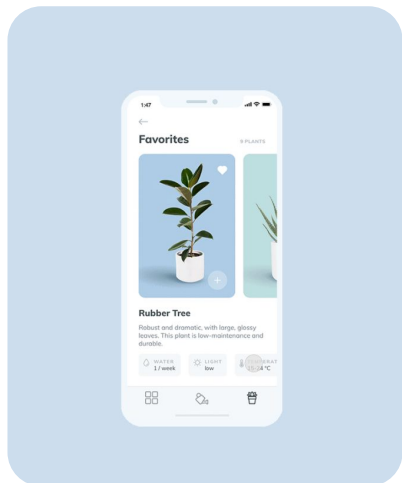 1:47
Favorites
9 PLANTS
Rubber Tree
Robust and dramatic, with large, glossy
leaves. This plant is low-maintenance and
durable.
WATER
1 / week
LIGHT
low
°C